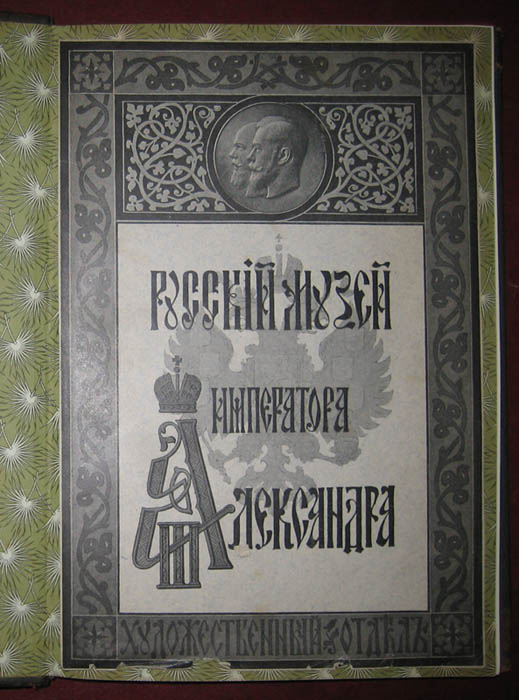 РУССКІЙ МУЗЕЙ
ИМПЕРАТОРА
АЛЕКСАНДРА
III
ХУДОЖЕСТВЕННЫЙ ОТДѢЛЪ